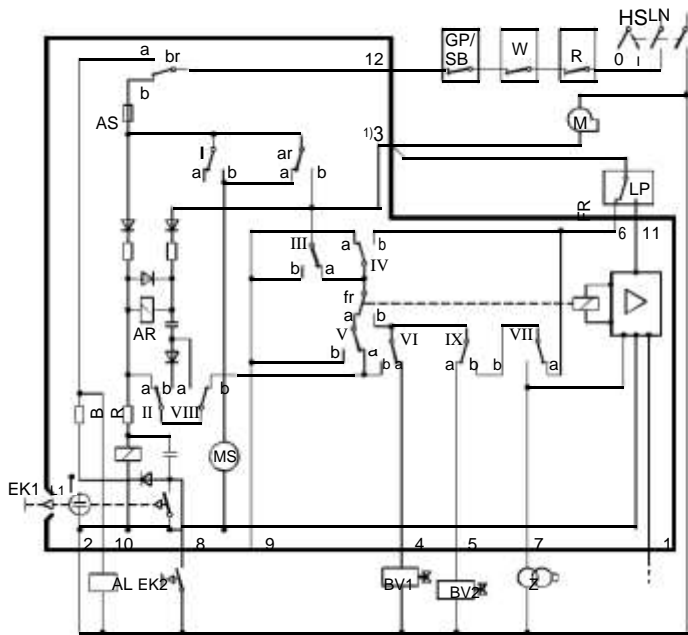 HS LN
a
br
12
GP/
SB
W
R
0 I
b
AS
1)3
M
I
ar
a
b
a
b
LP
FR
6
11
III
a
b
b
a
IV
fr
AR
a
b
V
b
a
VI
IX
VII
b
a
a
b
b
a
a
b
a
b
II
VIII
B
R
MS
EK1
L1
2
10
8
9
4
5
7
1
AL
EK2
BV1
BV2
Z